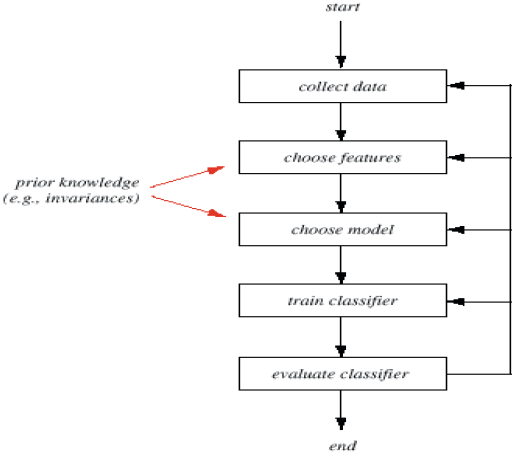 start
collect data
choose features
prior knowledge
(e.g., invariances)
choose model
train classifier
evaluate classifier
end